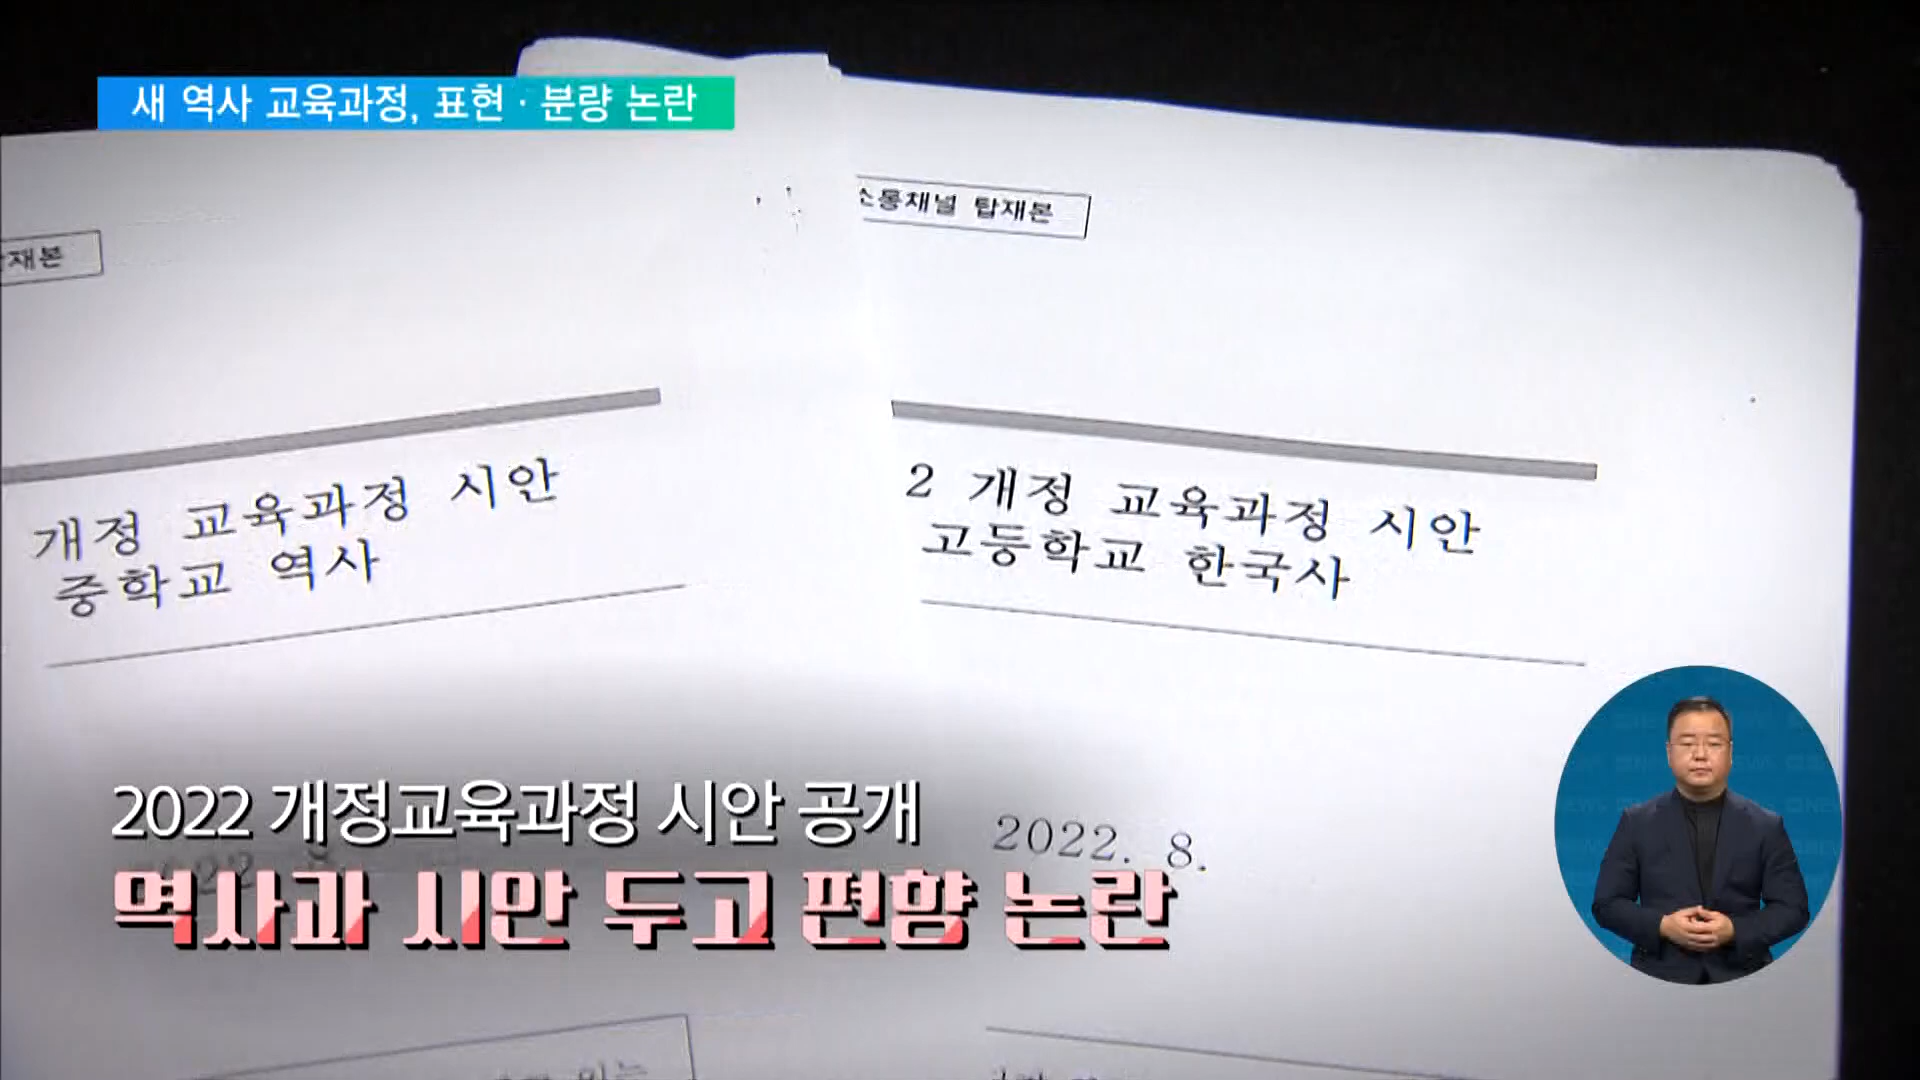 새 역사 교육과정, 표현·분량 논란
소통채널 탑재본
재본
개정 교육과정 시안
중학교 역사
2 개정 교육과정 시안
고등학교 한국사
2022. 8.
2022 개정교육과정 시안 공개
역사과 시안 두고 편향 논란